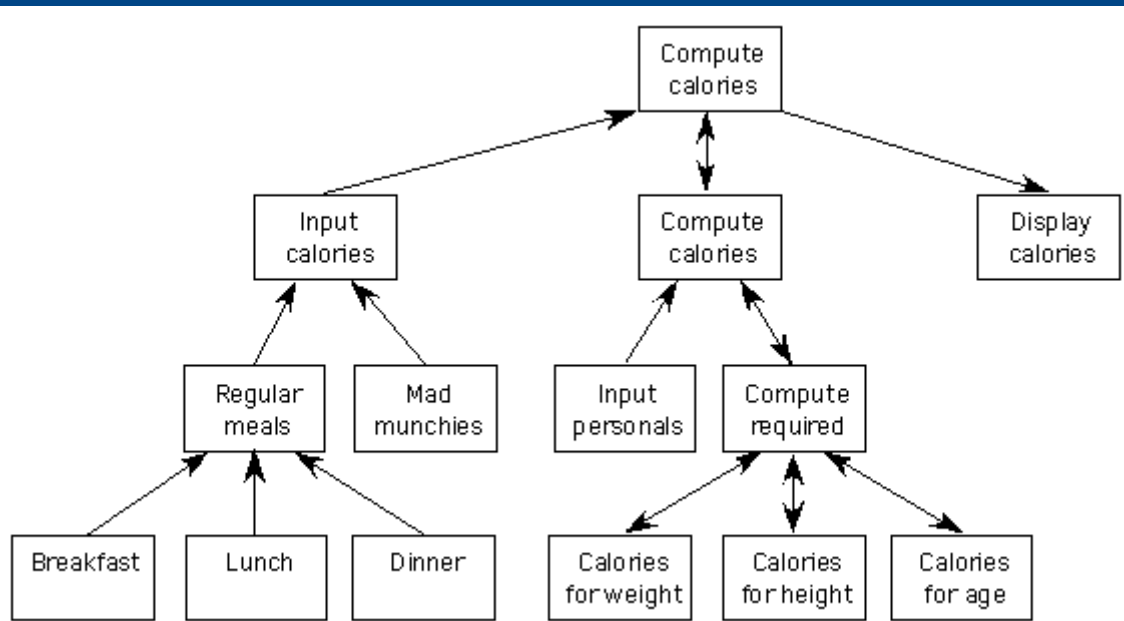 Compute
calories
Input
calories
Compute
calories
Display
calories
Regular
meals
Mad
munchies
Input
personals
Compute
required
Breakfast
Lunch
Dinner
Calories
for weight
Calories
for height
Calories
for age